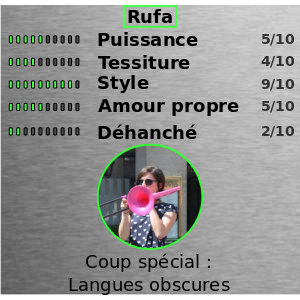 Rufa
Puissance 5/10
Tessiture 4/10
Style 9/10
Amour propre 5/10
Déhanché 2/10
Coup spécial :
Langues obscures